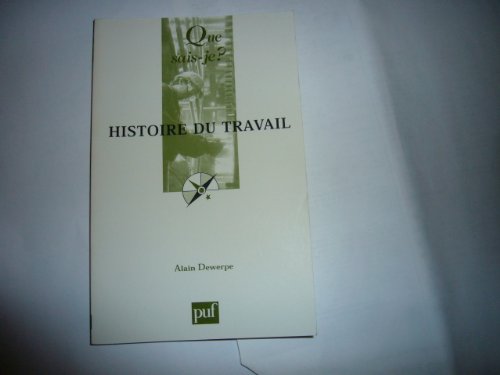 Que
sais-je?
HISTOIRE DU TRAVAIL
Alain Dewerpe
puf